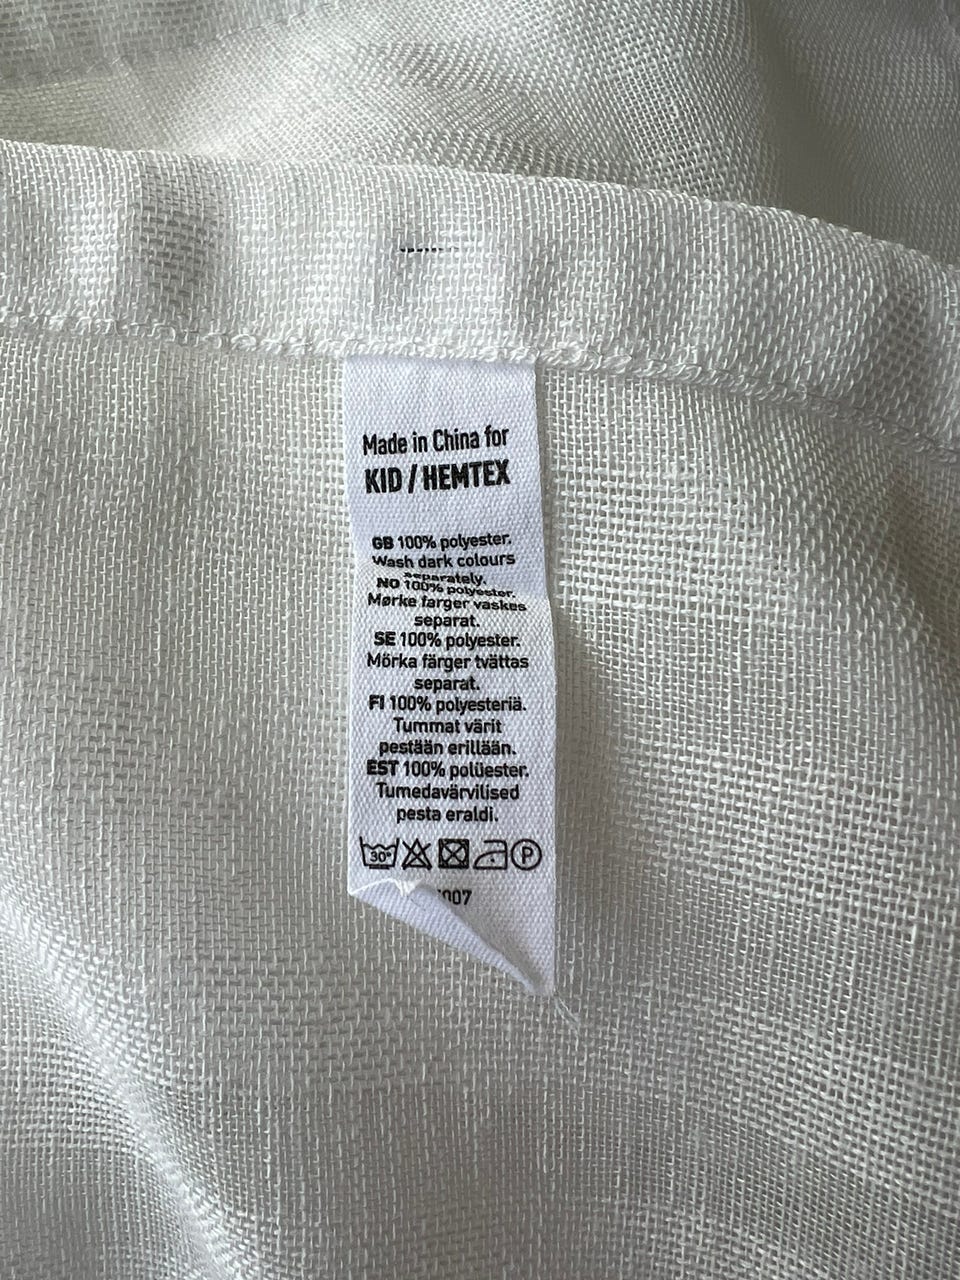 Made in China for
KID / HEMTEX
GB 100% polyester.
Wash dark colours
separately.
NO 100% polyester.
Mørke farger vaskes
separat.
SE 100% polyester.
Mörka färger tvättas
separat.
FI 100% polyesteriä.
Tummat värit
pestään erillään.
EST 100% polüester.
Tumedavärvilised
pesta eraldi.
30° P
007